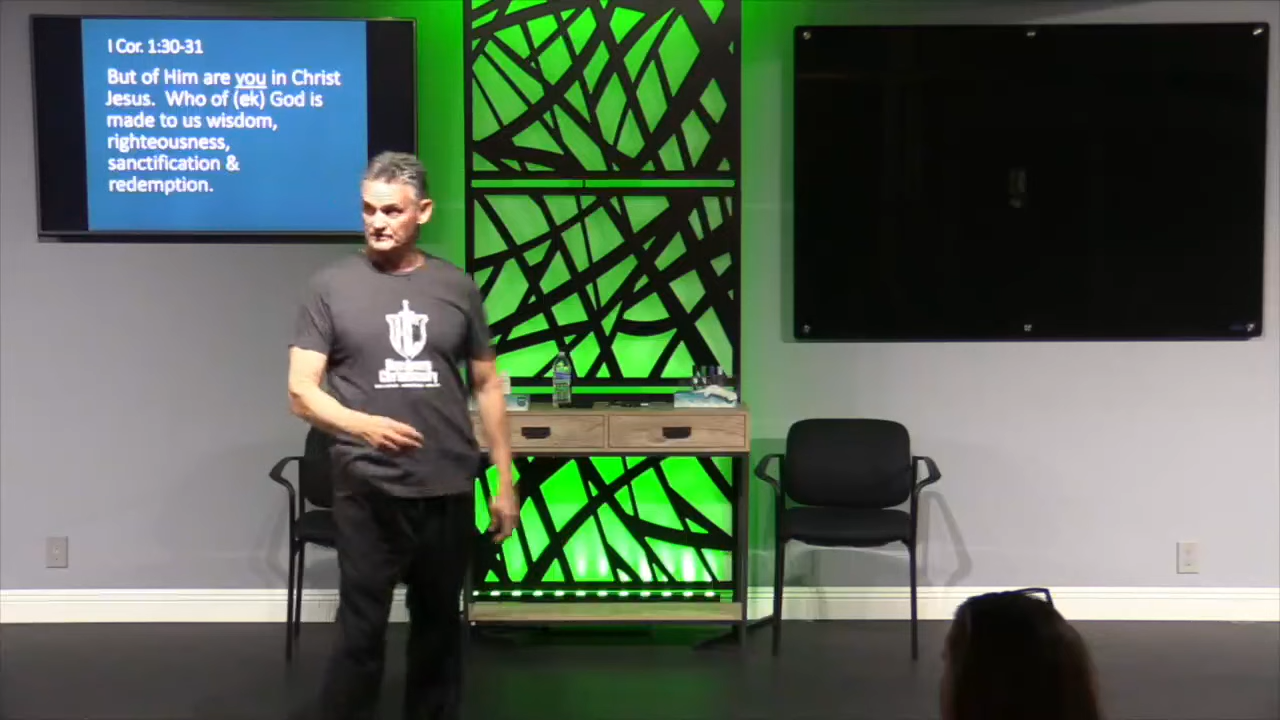 I Cor. 1:30-31
But of Him are you in Christ
Jesus. Who of (ek) God is
made to us wisdom,
righteousness,
sanctification &
redemption.